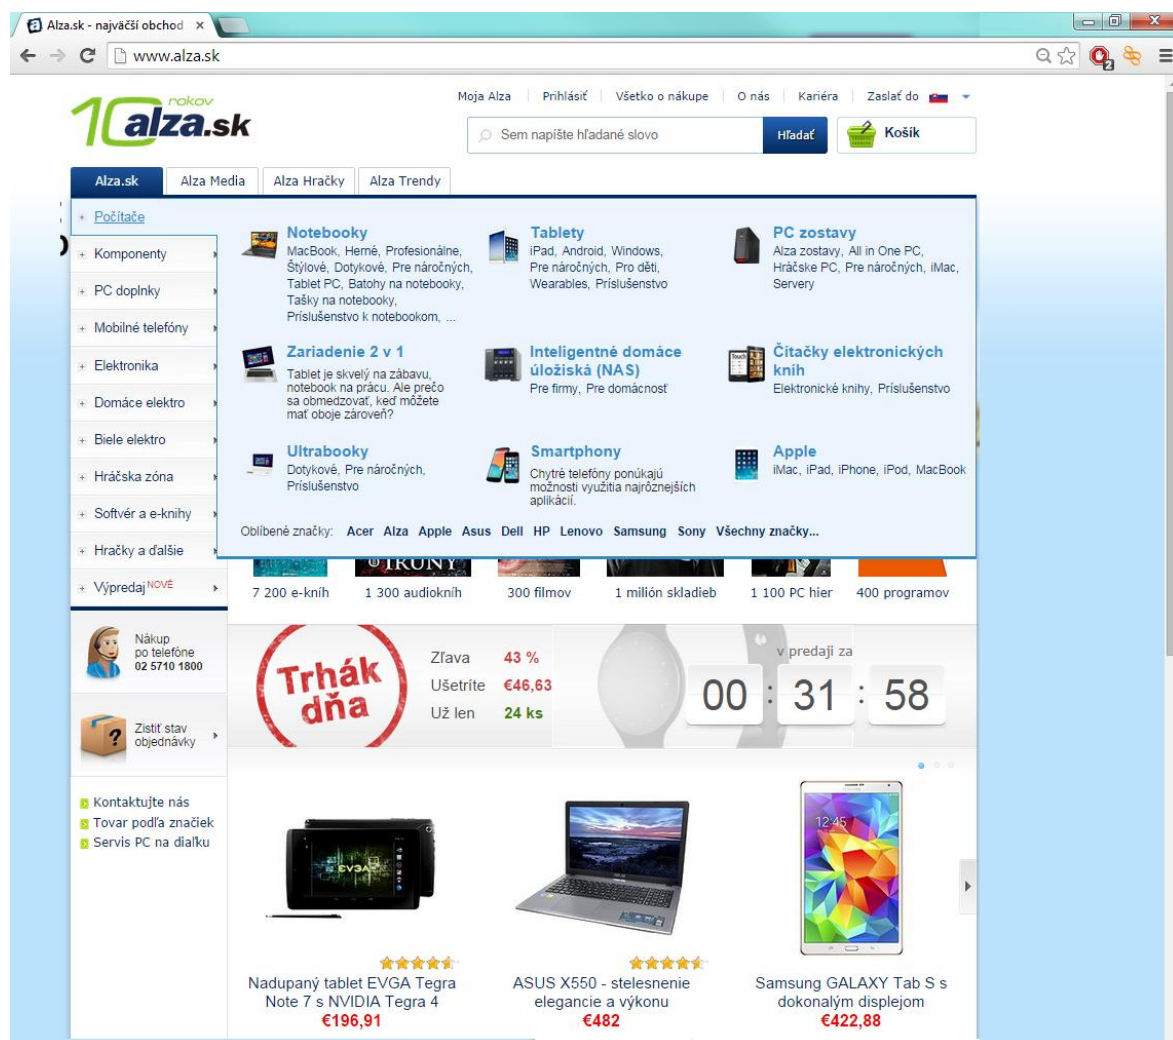 Alza.sk - najväčší obchod
www.alza.sk
10 rokov
alza.sk
Moja Alza Prihlásiť Všetko o nákupe O nás Kariéra Zaslať do
Sem napíšte hľadané slovo Hľadať Košík
Alza.sk Alza Media Alza Hračky Alza Trendy
Počítače
Komponenty
PC doplnky
Mobilné telefóny
Elektronika
Domáce elektro
Biele elektro
Hráčska zóna
Softvér a e-knihy
Hračky a ďalšie
Výpredaj NOVÉ
Notebooky
MacBook, Herné, Profesionálne,
Štýlové, Dotykové, Pre náročných,
Tablet PC, Batohy na notebooky,
Tašky na notebooky,
Príslušenstvo k notebookom, ...
Tablety
iPad, Android, Windows,
Pre náročných, Pro děti,
Wearables, Príslušenstvo
PC zostavy
Alza zostavy, All in One PC,
Hráčske PC, Pre náročných, iMac,
Servery
Zariadenie 2 v 1
Tablet je skvelý na zábavu,
notebook na prácu. Ale prečo
sa obmedzovať, keď môžete
mať oboje zároveň?
Inteligentné domáce
úložiská (NAS)
Pre firmy, Pre domácnosť
Čítačky elektronických
kníh
Elektronické knihy, Príslušenstvo
Ultrabooky
Dotykové, Pre náročných,
Príslušenstvo
Smartphony
Chytré telefóny ponúkajú
možnosti využitia najrôznejších
aplikácií.
Apple
iMac, iPad, iPhone, iPod, MacBook
Oblíbené značky: Acer Alza Apple Asus Dell HP Lenovo Samsung Sony Všechny značky...
7 200 e-kníh 1 300 audiokníh 300 filmov 1 milión skladieb 1 100 PC hier 400 programov
Nákup
po telefóne
02 5710 1800
Zistiť stav
objednávky
Kontaktujte nás
Tovar podľa značiek
Servis PC na diaľku
Trhák
dňa
Zľava 43 %
Ušetríte €46,63
Už len 24 ks
v predaji za
00 : 31 : 58
EVGA
12:45
Nadupaný tablet EVGA Tegra
Note 7 s NVIDIA Tegra 4
€196,91
ASUS X550 - stelesnenie
elegancie a výkonu
€482
Samsung GALAXY Tab S s
dokonalým displejom
€422,88